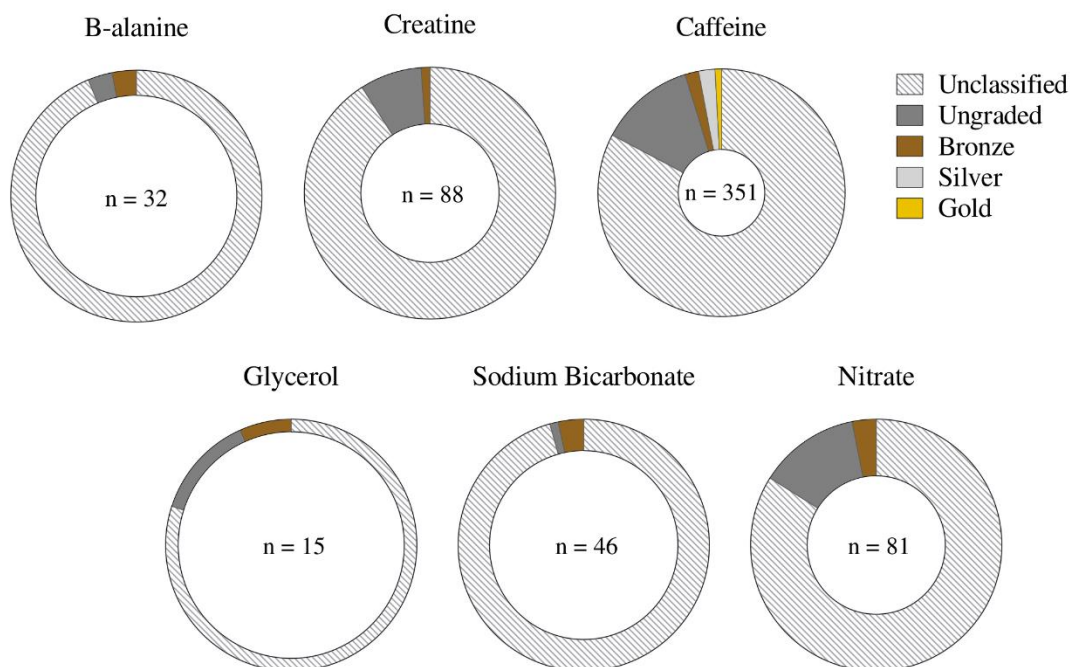 B-alanine
Creatine
Caffeine
n = 32
n = 88
n = 351
Unclassified
Ungraded
Bronze
Silver
Gold
Glycerol
Sodium Bicarbonate
Nitrate
n = 15
n = 46
n = 81